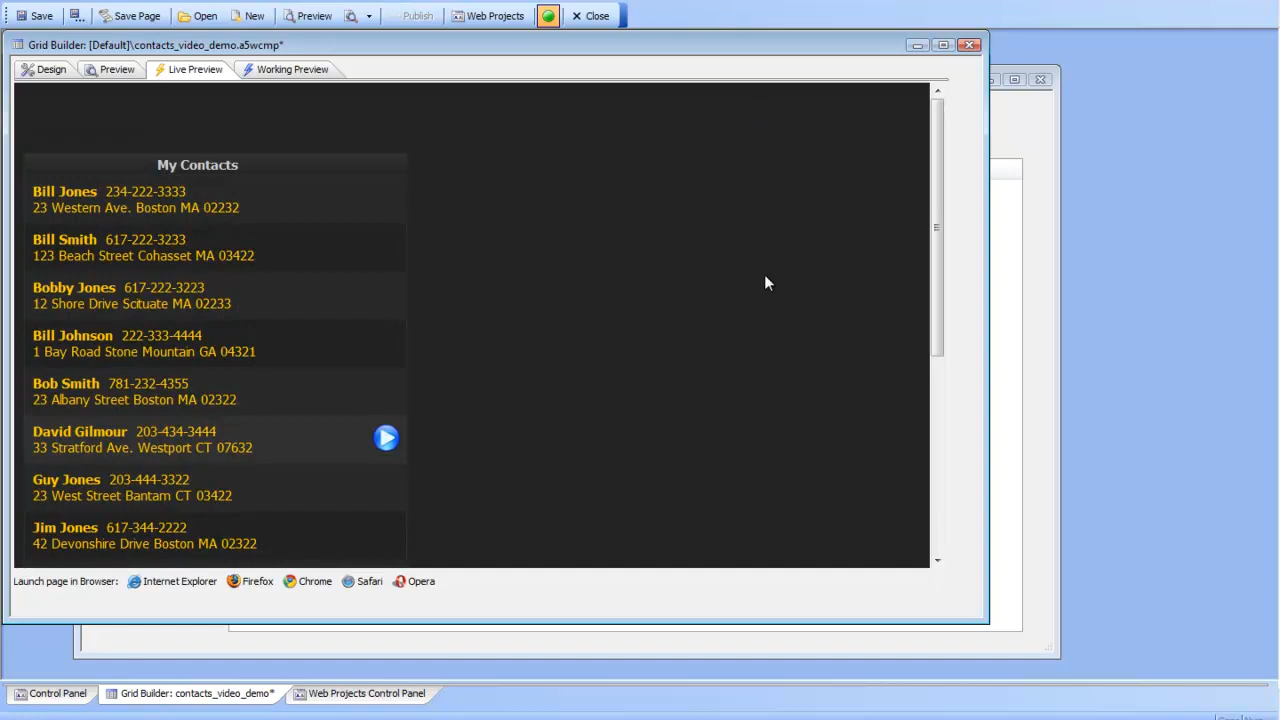 Save Save Page Open New Preview Publish Web Projects Close
Grid Builder: [Default]\contacts_video_demo.a5wcmp*
Design Preview Live Preview Working Preview
My Contacts
Bill Jones 234-222-3333
23 Western Ave. Boston MA 02232
Bill Smith 617-222-3233
123 Beach Street Cohasset MA 03422
Bobby Jones 617-222-3223
12 Shore Drive Scituate MA 02233
Bill Johnson 222-333-4444
1 Bay Road Stone Mountain GA 04321
Bob Smith 781-232-4355
23 Albany Street Boston MA 02322
David Gilmour 203-434-3444
33 Stratford Ave. Westport CT 07632
Guy Jones 203-444-3322
23 West Street Bantam CT 03422
Jim Jones 617-344-2222
42 Devonshire Drive Boston MA 02322
Launch page in Browser: Internet Explorer Firefox Chrome Safari Opera
Control Panel Grid Builder: contacts_video_demo* Web Projects Control Panel